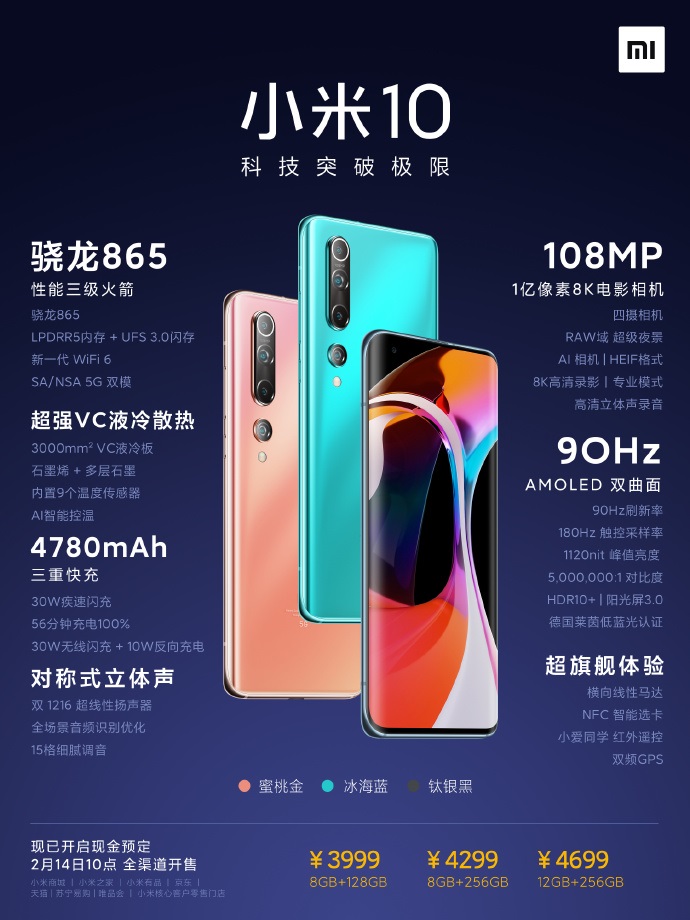 mi
小米10
科技突破极限
骁龙865
性能三级火箭
骁龙865
LPDRR5内存 + UFS 3.0闪存
新一代 WiFi 6
SA/NSA 5G 双模
超强VC液冷散热
3000mm² VC液冷板
石墨烯 + 多层石墨
内置9个温度传感器
AI智能控温
4780mAh
三重快充
30W疾速闪充
56分钟充电100%
30W无线闪充 + 10W反向充电
对称式立体声
双 1216 超线性扬声器
全场景音频识别优化
15格细腻调音
108MP
1亿像素8K电影相机
四摄相机
RAW域 超级夜景
AI 相机 | HEIF格式
8K高清录影 | 专业模式
高清立体声录音
90Hz
AMOLED 双曲面
90Hz刷新率
180Hz 触控采样率
1120nit 峰值亮度
5,000,000:1 对比度
HDR10+ | 阳光屏3.0
德国莱茵低蓝光认证
超旗舰体验
横向线性马达
NFC 智能选卡
小爱同学 红外遥控
双频GPS
蜜桃金
冰海蓝
钛银黑
现已开启现金预定
2月14日10点 全渠道开售
小米商城 | 小米之家 | 小米有品 | 京东 |
天猫 | 苏宁易购 | 唯品会 | 小米核心客户零售门店
¥3999
8GB+128GB
¥4299
8GB+256GB
¥4699
12GB+256GB